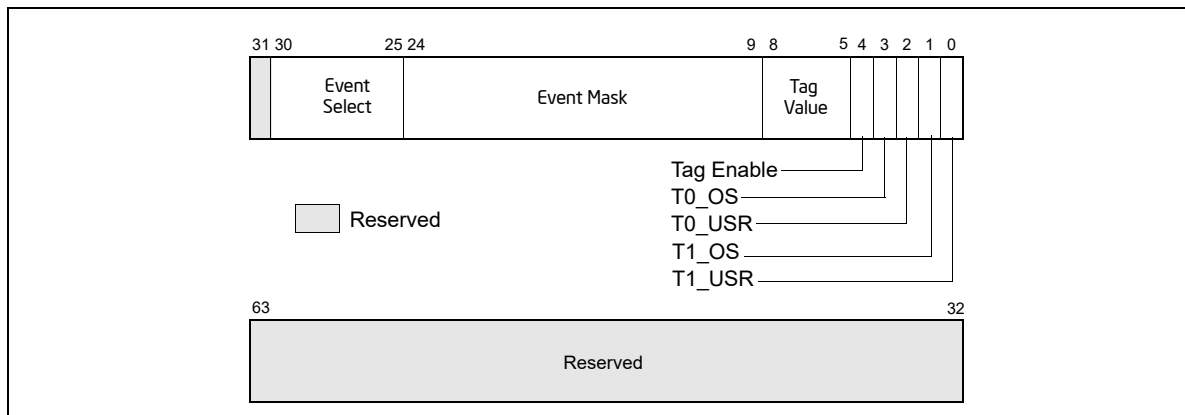 31 30 25 24 9 8 5 4 3 2 1 0
Event
Select
Event Mask
Tag
Value
Tag Enable
T0_OS
Reserved
T0_USR
T1_OS
T1_USR
63 32
Reserved